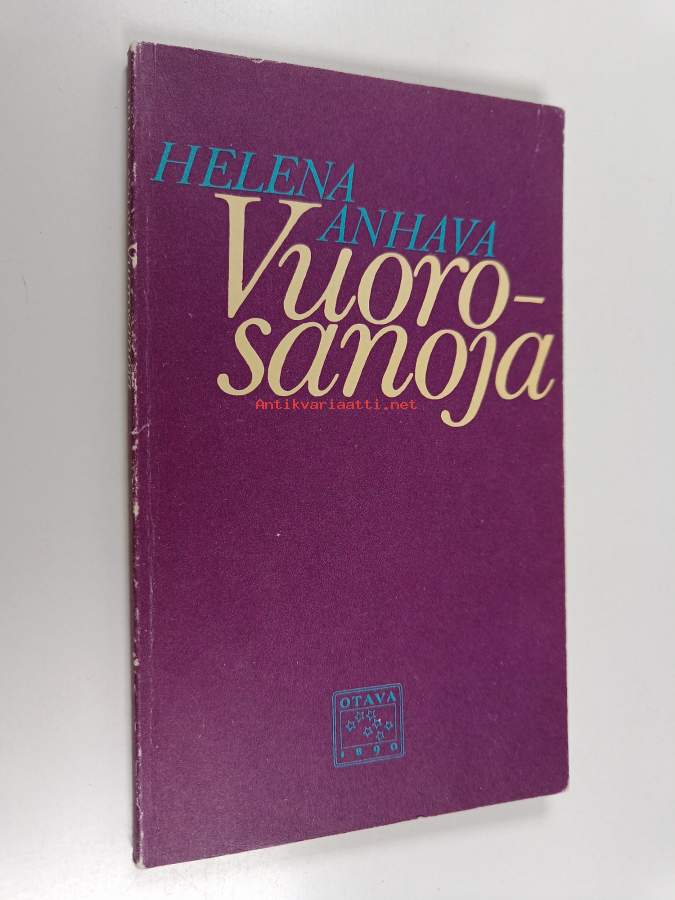 HELENA
ANHAVA
Vuoro-
sanoja
Antikvariaatti.net
OTAVA
1890